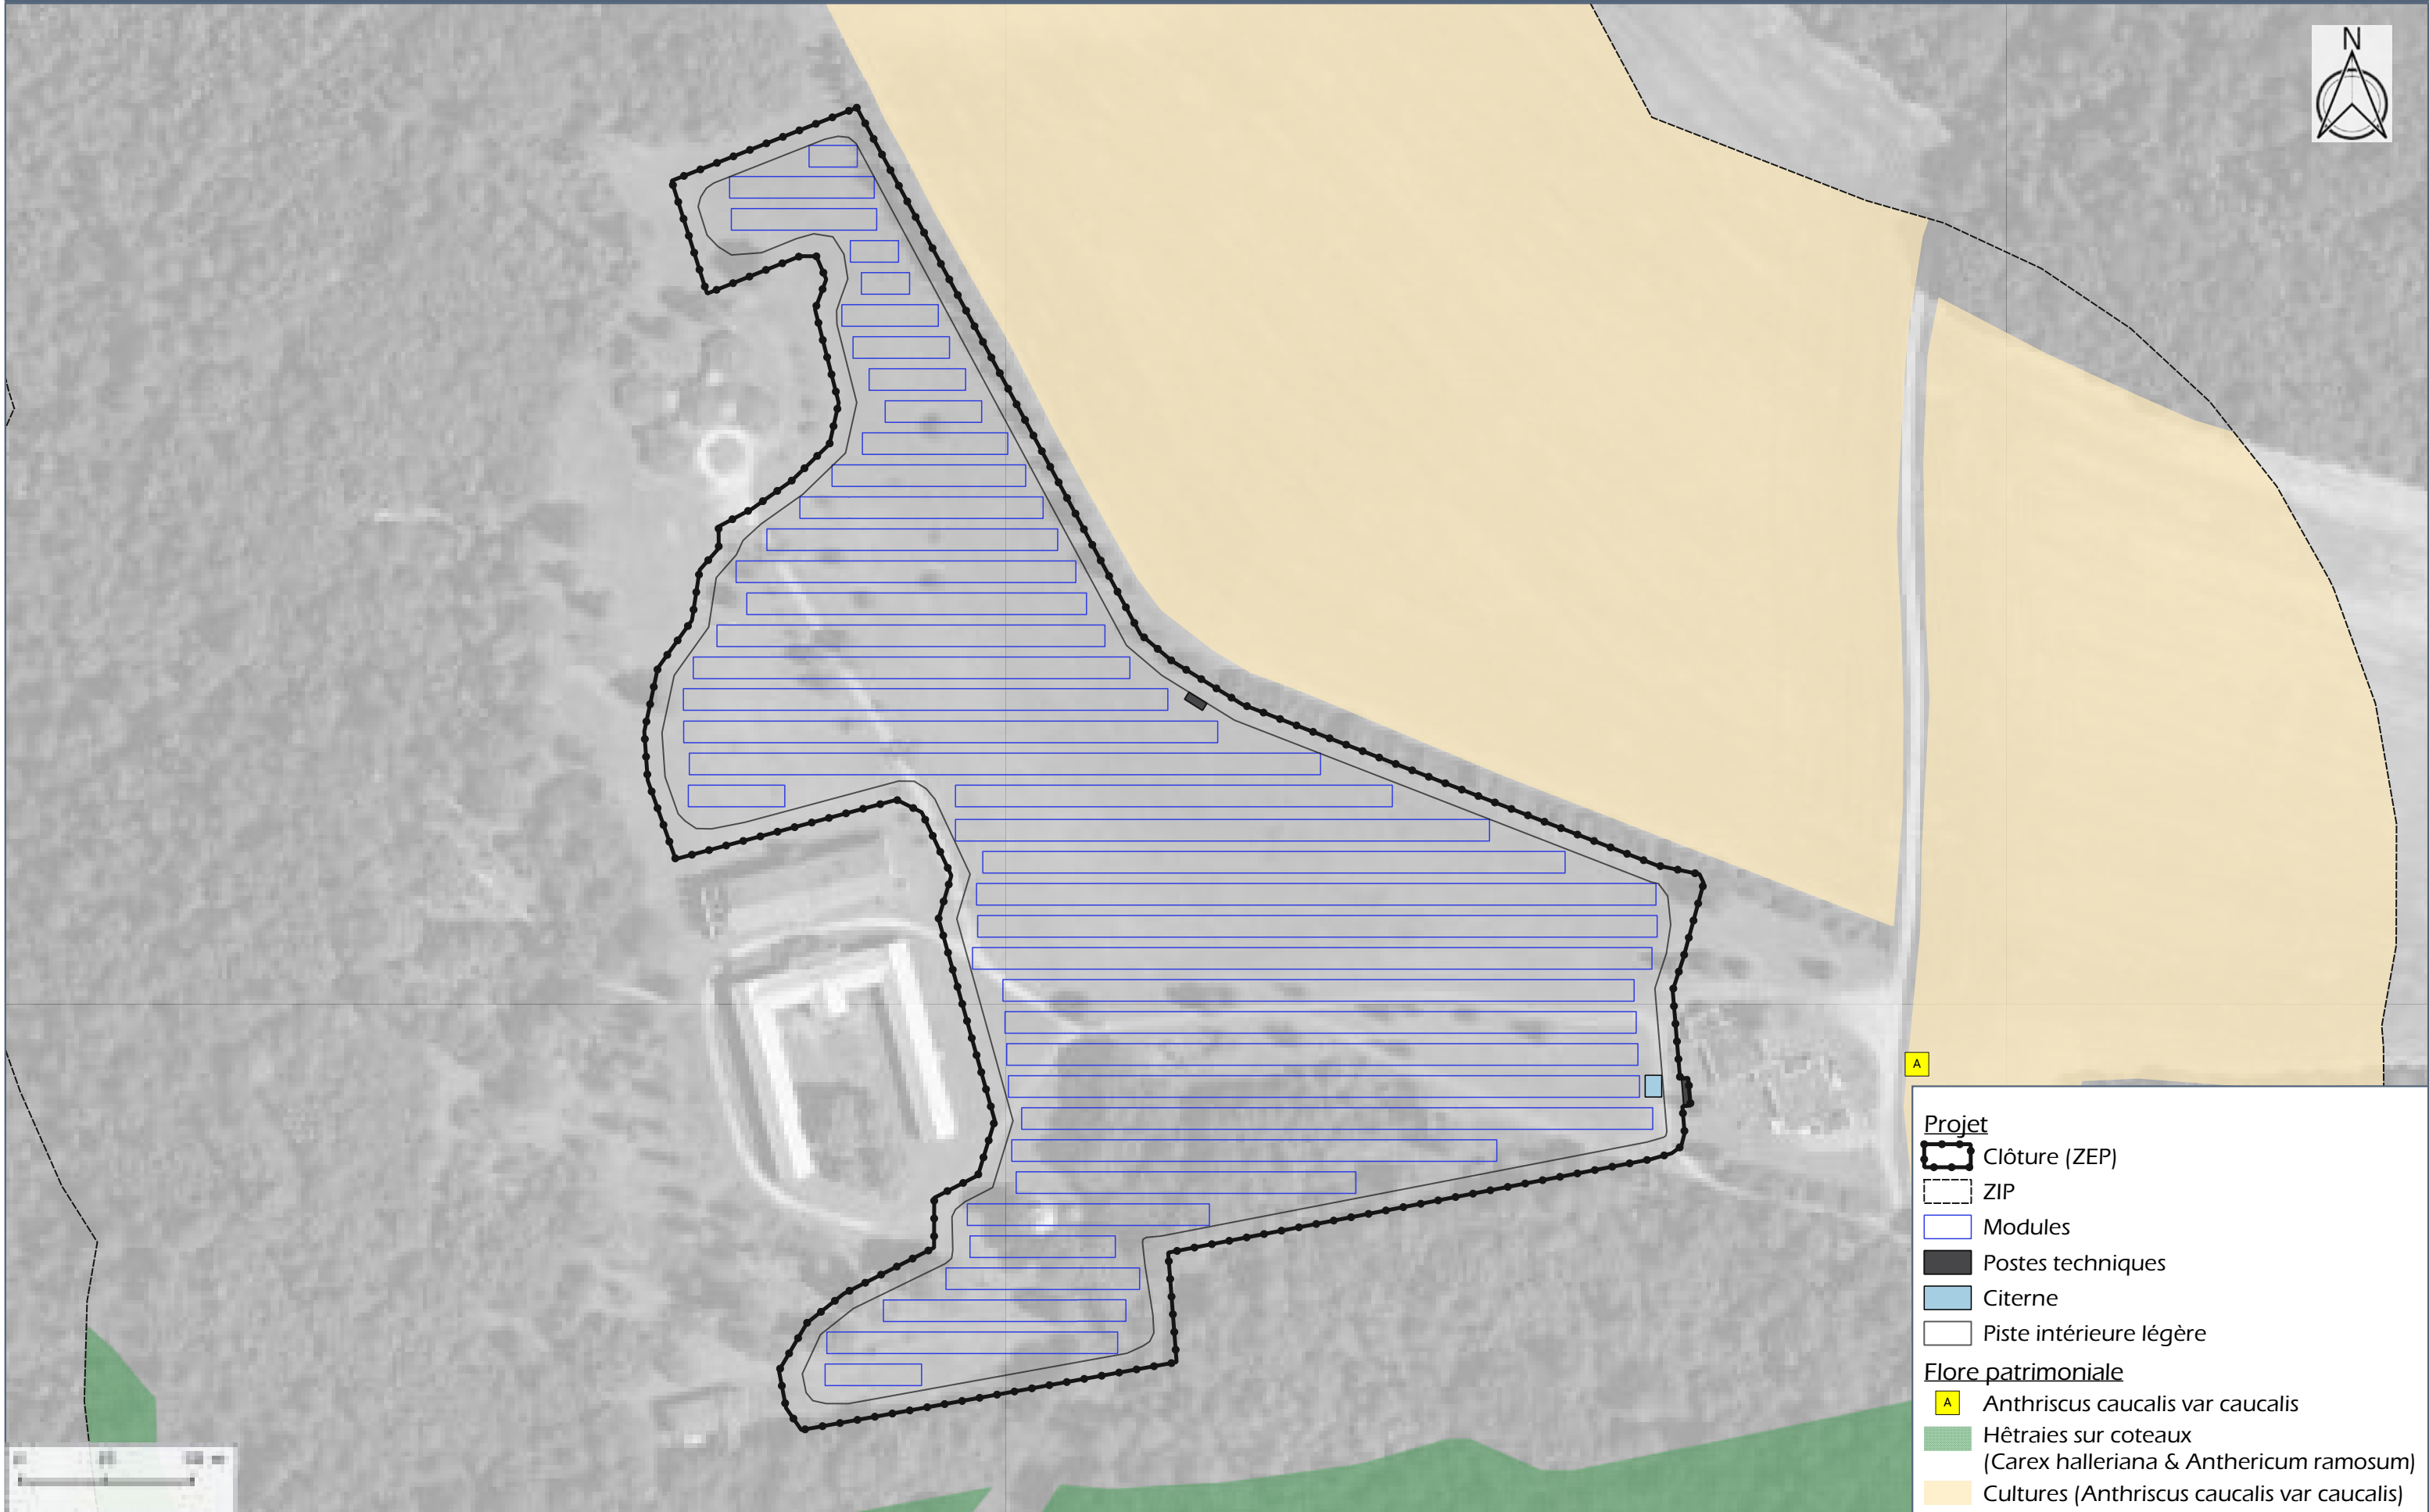 N
A
Projet
Clôture (ZEP)
ZIP
Modules
Postes techniques
Citerne
Piste intérieure légère
Flore patrimoniale
A Anthriscus caucalis var caucalis
Hêtraies sur coteaux
(Carex halleriana & Anthericum ramosum)
Cultures (Anthriscus caucalis var caucalis)